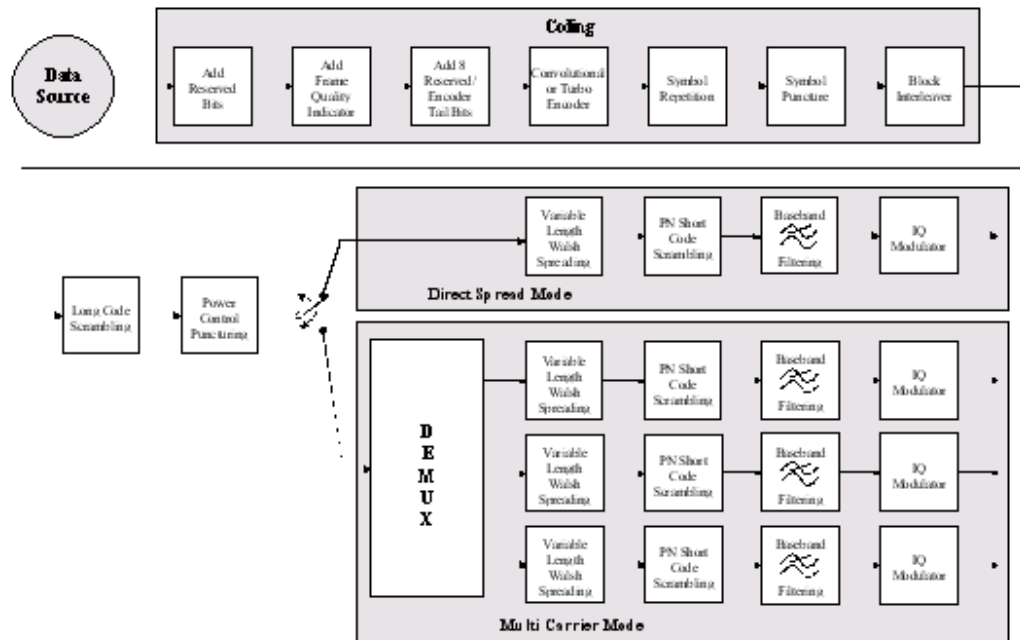 Coding
Data
Source
Add
Reserved
Bits
Add
Frame
Quality
Indicator
Add 8
Reserved/
Encoder
Tail Bits
Convolutional
or Turbo
Encoder
Symbol
Repetition
Symbol
Puncture
Block
Interleaver
Long Code
Scrambling
Power
Control
Puncturing
Variable
Length
Walsh
Spreading
PN Short
Code
Scrambling
Baseband
Filtering
IQ
Modulator
Direct Spread Mode
D
E
M
U
X
Variable
Length
Walsh
Spreading
PN Short
Code
Scrambling
Baseband
Filtering
IQ
Modulator
Variable
Length
Walsh
Spreading
PN Short
Code
Scrambling
Baseband
Filtering
IQ
Modulator
Variable
Length
Walsh
Spreading
PN Short
Code
Scrambling
Baseband
Filtering
IQ
Modulator
Multi Carrier Mode